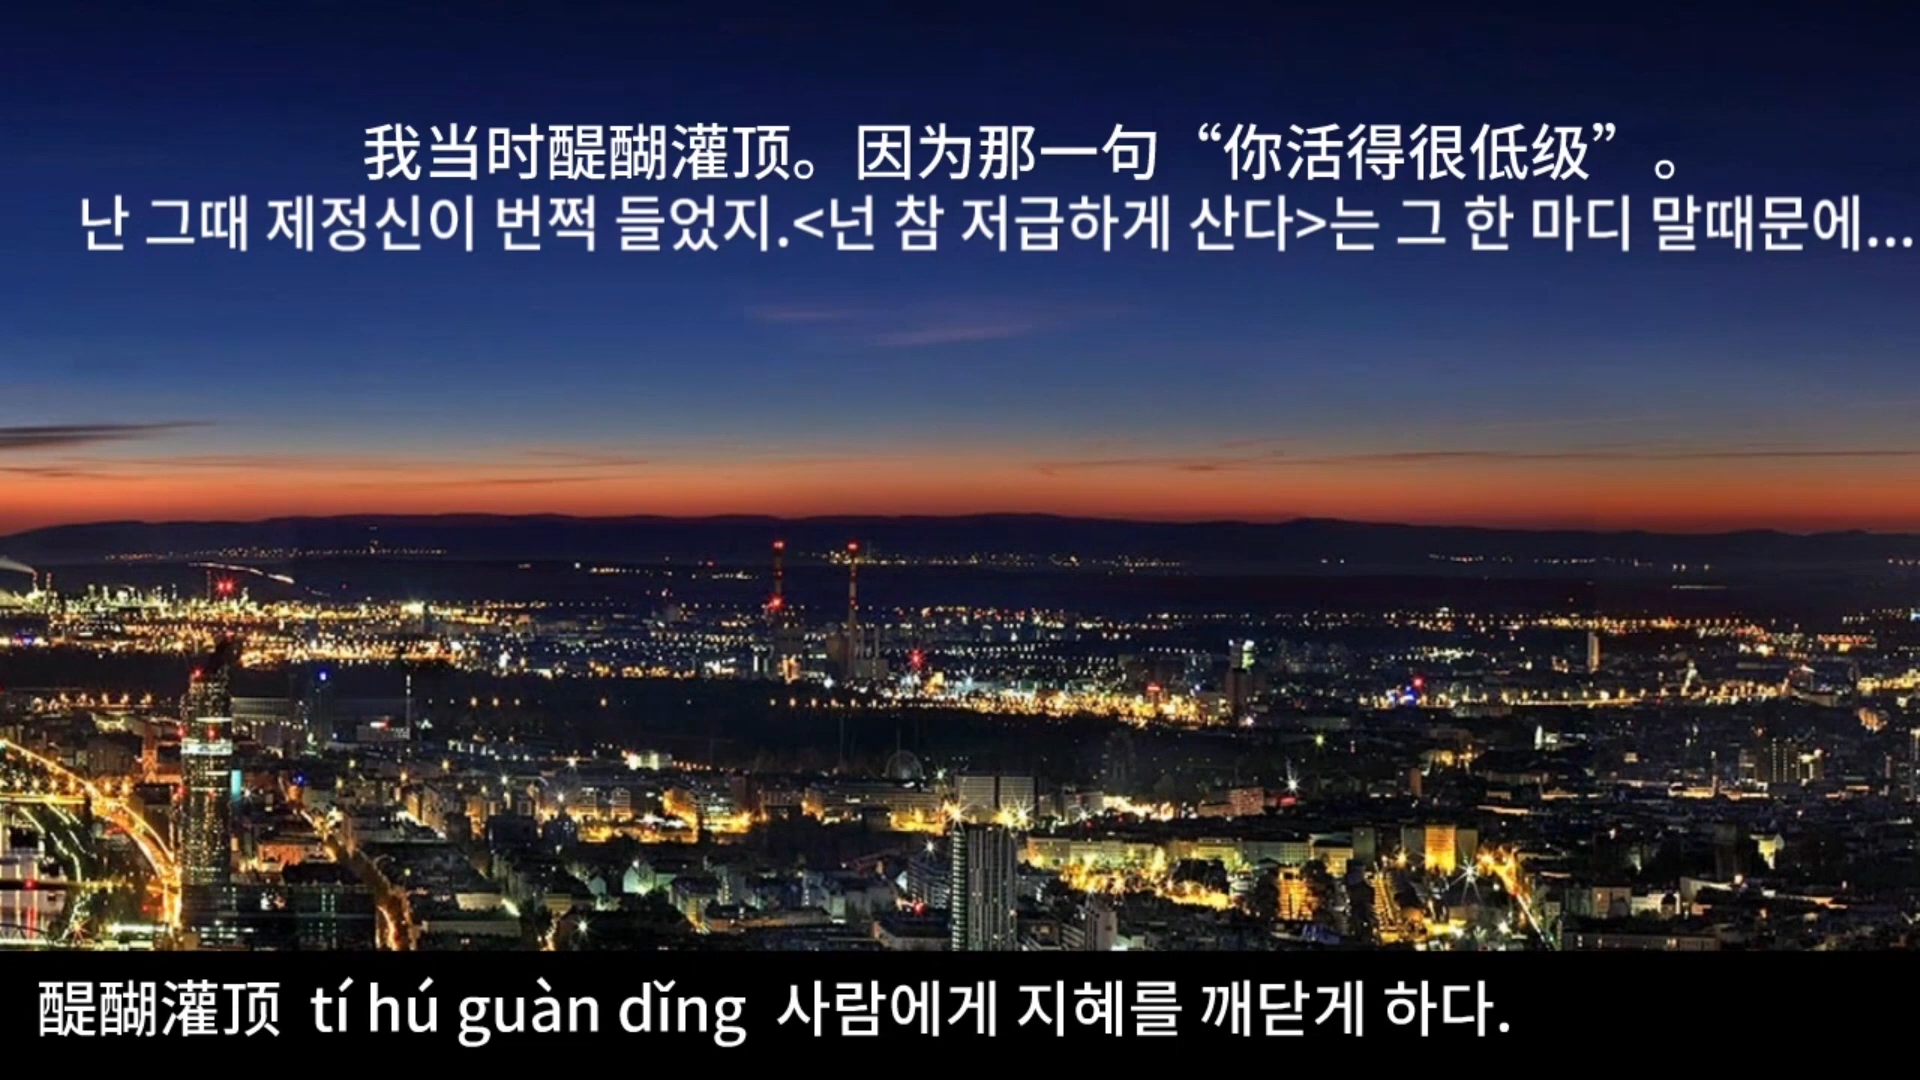 我当时醍醐灌顶。因为那一句“你活得很低级”。
난 그때 제정신이 번쩍 들었지.<넌 참 저급하게 산다>는 그 한 마디 말때문에...
醍醐灌顶 tí hú guàn dǐng 사람에게 지혜를 깨닫게 하다.